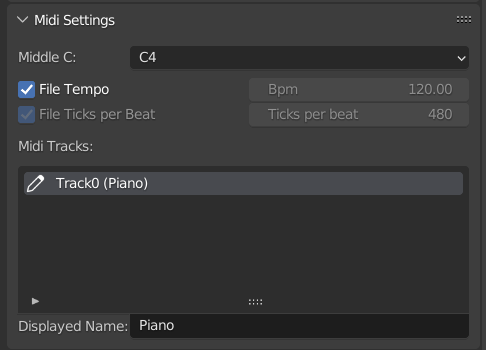 Midi Settings
Middle C: C4
File Tempo Bpm 120.00
File Ticks per Beat Ticks per beat 480
Midi Tracks:
Track0 (Piano)
Displayed Name: Piano